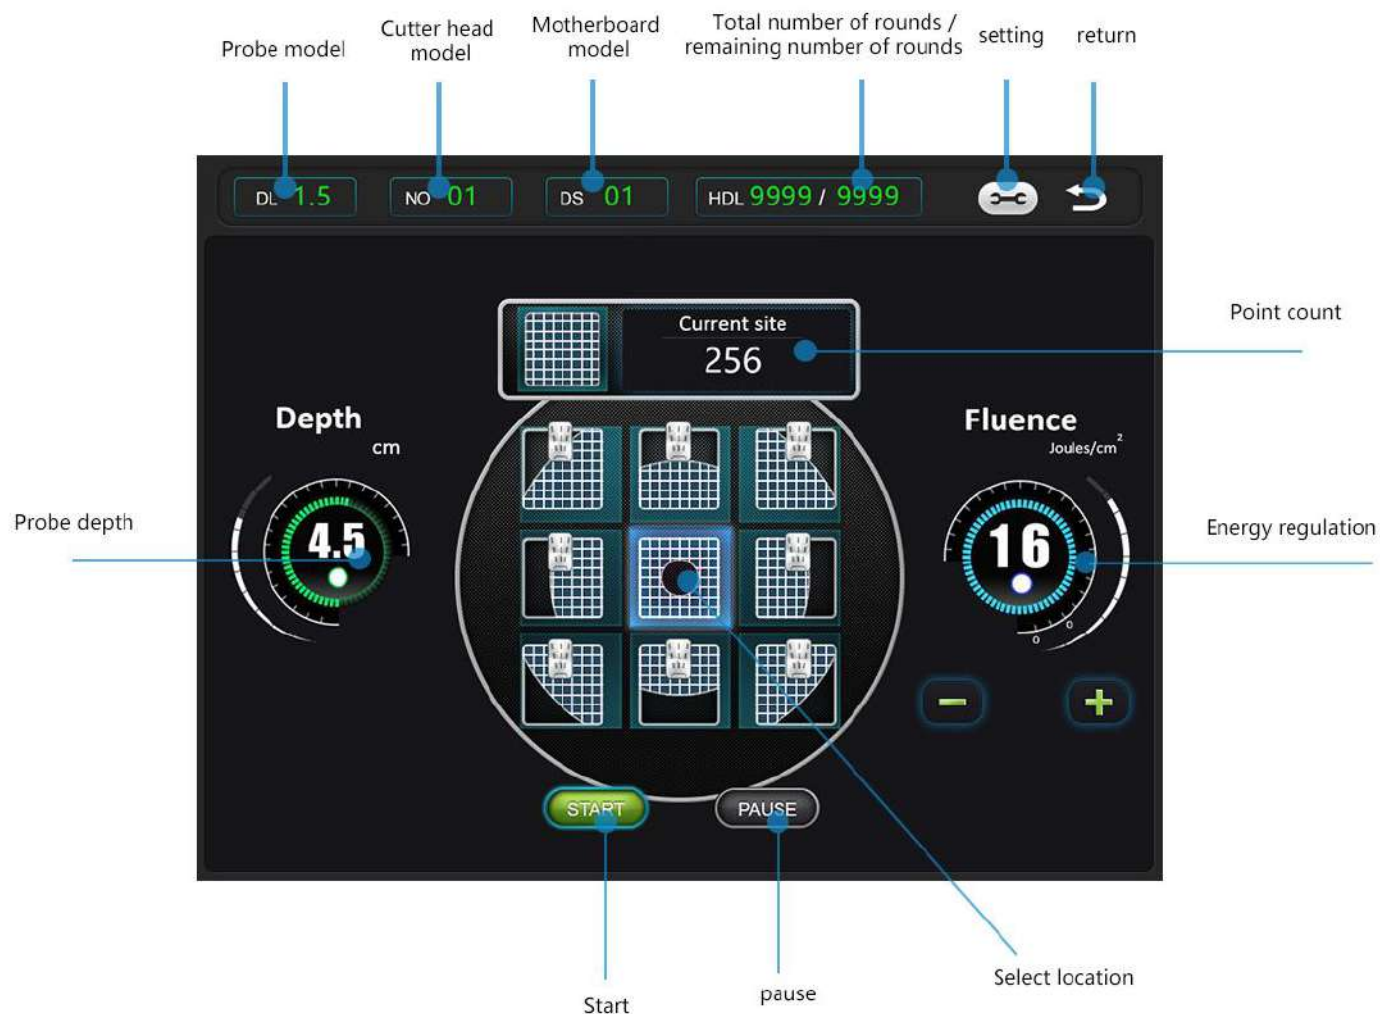 Probe model
Cutter head
model
Motherboard
model
Total number of rounds /
remaining number of rounds
setting
return
DL 1.5
NO 01
DS 01
HDL 9999 / 9999
Current site
256
Point count
Depth
cm
Fluence
Joules/cm²
Probe depth
4.5
16
Energy regulation
0
0
START
PAUSE
Select location
Start
pause